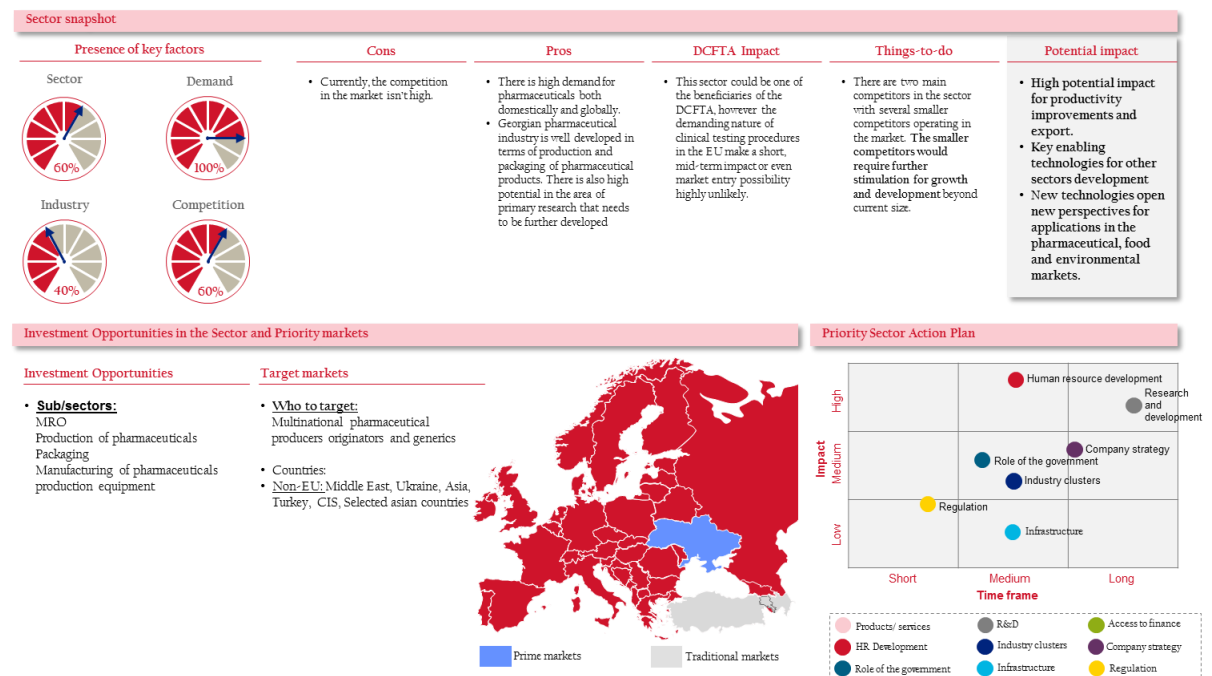 Sector snapshot
Presence of key factors
Sector
60%
Demand
100%
Industry
40%
Competition
60%
Cons
• Currently, the competition
in the market isn't high.
Pros
• There is high demand for
pharmaceuticals both
domestically and globally.
• Georgian pharmaceutical
industry is well developed in
terms of production and
packaging of pharmaceutical
products. There is also high
potential in the area of
primary research that needs
to be further developed
DCFTA Impact
• This sector could be one of
the beneficiaries of the
DCFTA, however the
demanding nature of
clinical testing procedures
in the EU make a short,
mid-term impact or even
market entry possibility
highly unlikely.
Things-to-do
• There are two main
competitors in the sector
with several smaller
competitors operating in
the market. The smaller
competitors would
require further
stimulation for growth
and development beyond
current size.
Potential impact
• High potential impact
for productivity
improvements and
export.
• Key enabling
technologies for other
sectors development
• New technologies open
new perspectives for
applications in the
pharmaceutical, food
and environmental
markets.
Investment Opportunities in the Sector and Priority markets
Investment Opportunities
• Sub/sectors:
MRO
Production of pharmaceuticals
Packaging
Manufacturing of pharmaceuticals
production equipment
Target markets
• Who to target:
Multinational pharmaceutical
producers originators and generics
• Countries:
• Non-EU: Middle East, Ukraine, Asia,
Turkey, CIS, Selected asian countries
Prime markets
Traditional markets
Priority Sector Action Plan
Impact
High
Medium
Low
Human resource development
Research
and
development
Company strategy
Role of the government
Industry clusters
Regulation
Infrastructure
Short
Medium
Long
Time frame
Products/ services
R&D
Access to finance
HR Development
Industry clusters
Company strategy
Role of the government
Infrastructure
Regulation